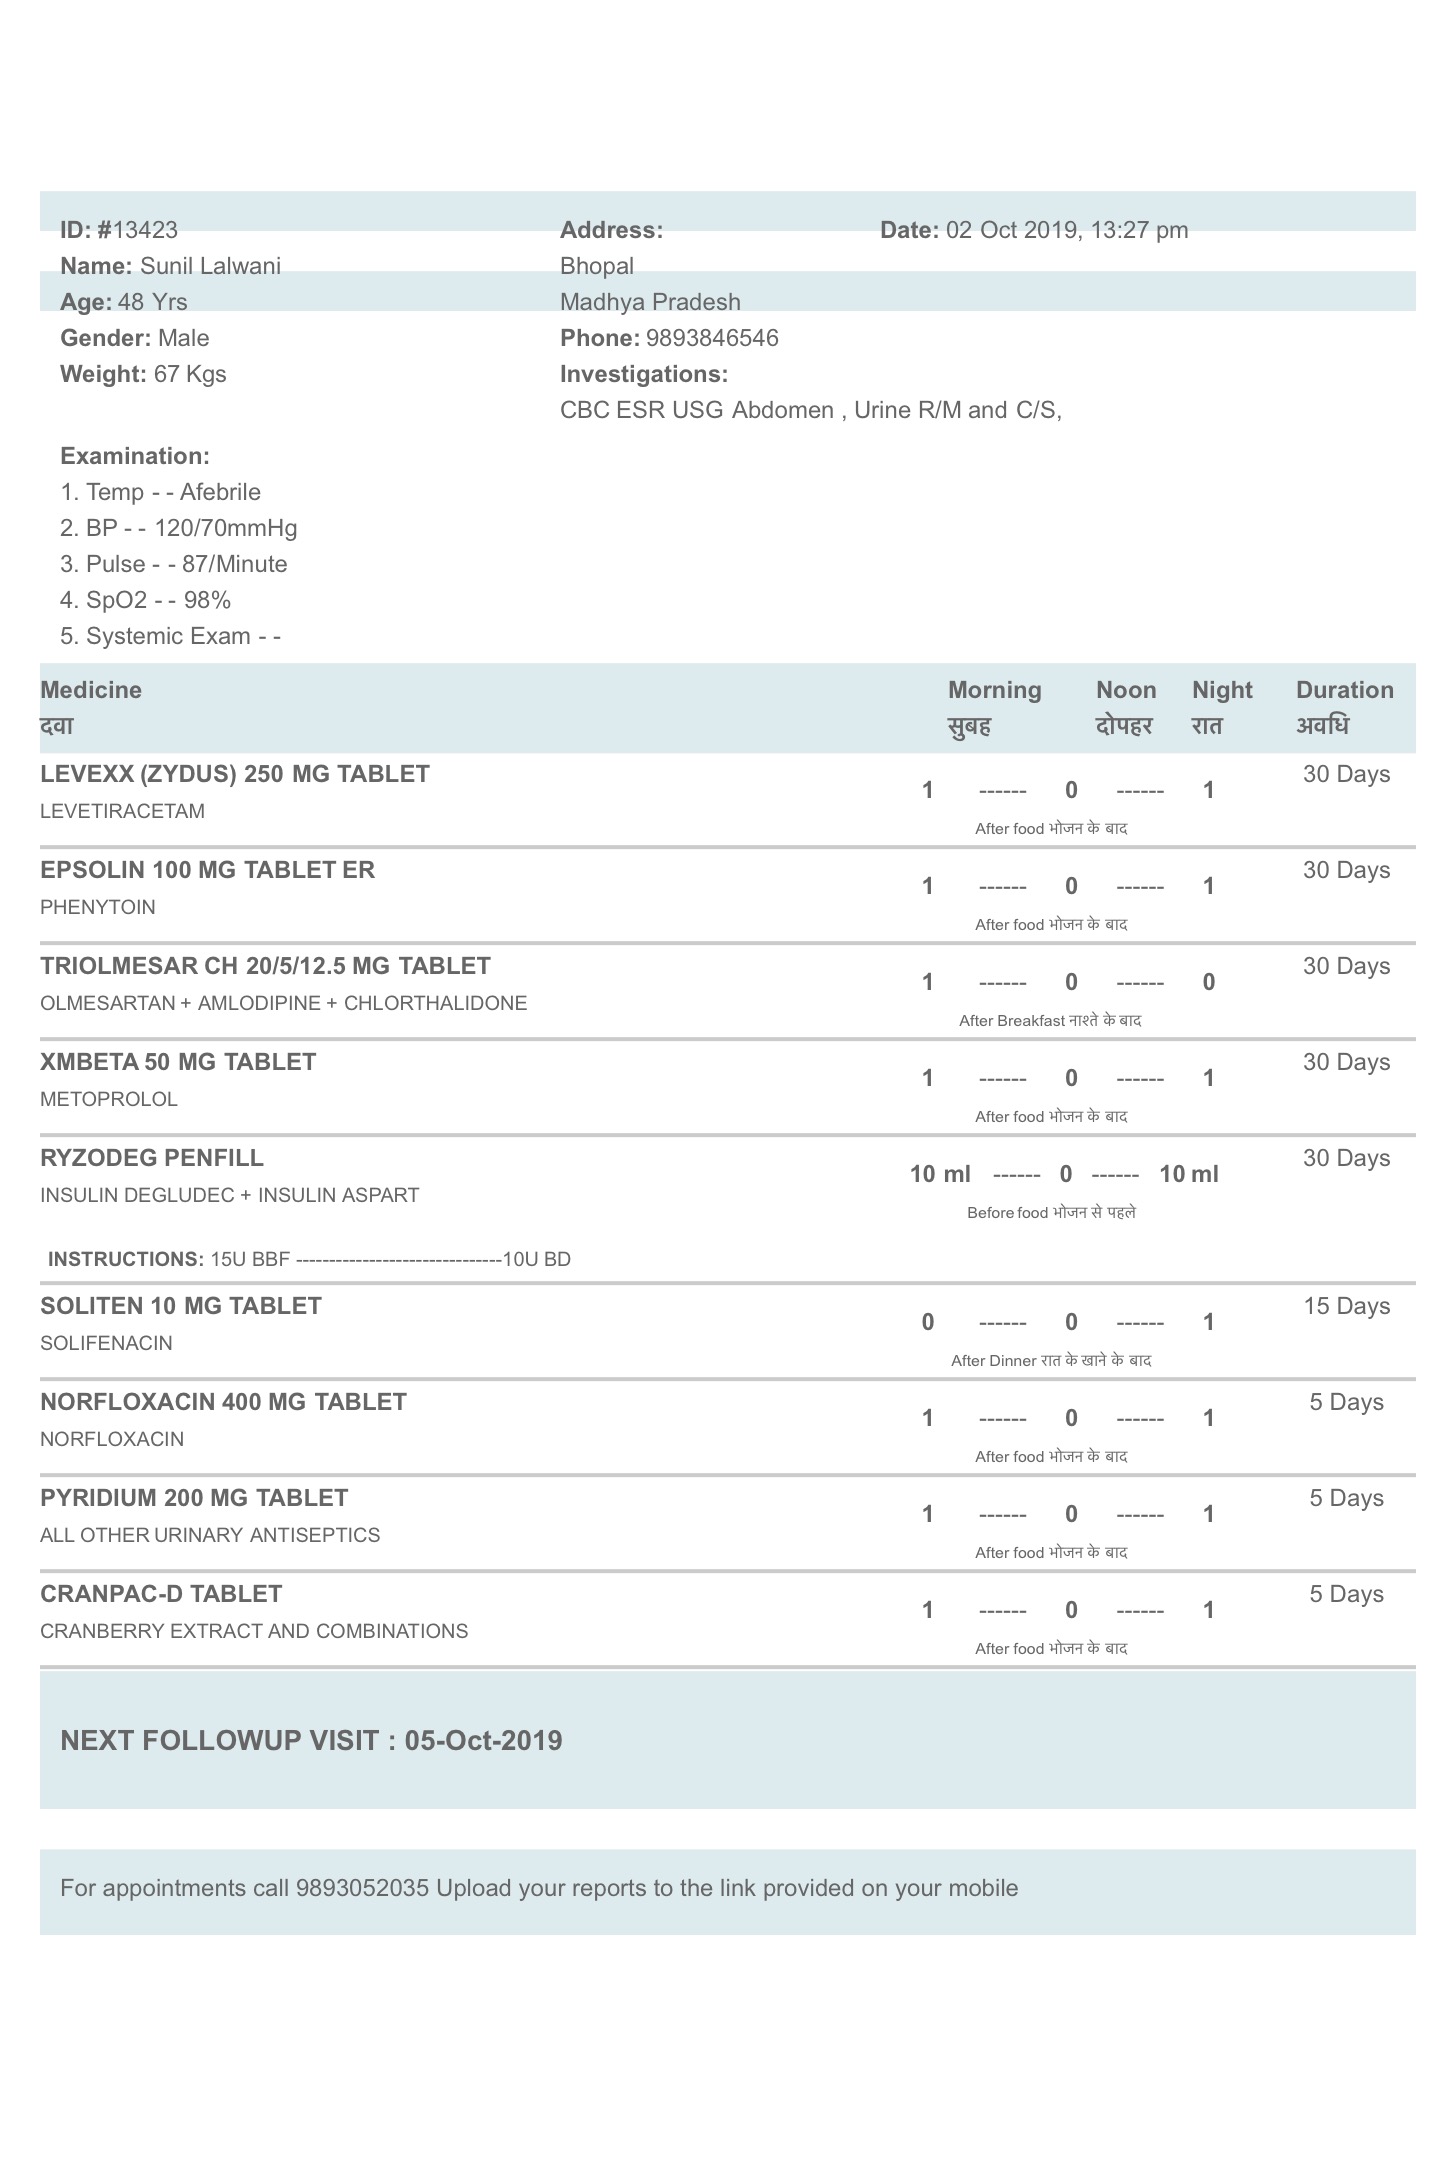 ID: #13423 Address: Date: 02 Oct 2019, 13:27 pm
Name: Sunil Lalwani Bhopal
Age: 48 Yrs Madhya Pradesh
Gender: Male Phone: 9893846546
Weight: 67 Kgs Investigations:
CBC ESR USG Abdomen , Urine R/M and C/S,
Examination:
1. Temp - - Afebrile
2. BP - - 120/70mmHg
3. Pulse - - 87/Minute
4. SpO2 - - 98%
5. Systemic Exam - -
Medicine Morning Noon Night Duration
दवा सुबह दोपहर रात अवधि
LEVEXX (ZYDUS) 250 MG TABLET 30 Days
1 ------ 0 ------ 1
LEVETIRACETAM
After food भोजन के बाद
EPSOLIN 100 MG TABLET ER 30 Days
1 ------ 0 ------ 1
PHENYTOIN
After food भोजन के बाद
TRIOLMESAR CH 20/5/12.5 MG TABLET 30 Days
1 ------ 0 ------ 0
OLMESARTAN + AMLODIPINE + CHLORTHALIDONE
After Breakfast नाश्ते के बाद
XMBETA 50 MG TABLET 30 Days
1 ------ 0 ------ 1
METOPROLOL
After food भोजन के बाद
RYZODEG PENFILL 30 Days
10 ml ------ 0 ------ 10 ml
INSULIN DEGLUDEC + INSULIN ASPART
Before food भोजन से पहले
INSTRUCTIONS: 15U BBF -------------------------------10U BD
SOLITEN 10 MG TABLET 15 Days
0 ------ 0 ------ 1
SOLIFENACIN
After Dinner रात के खाने के बाद
NORFLOXACIN 400 MG TABLET 5 Days
1 ------ 0 ------ 1
NORFLOXACIN
After food भोजन के बाद
PYRIDIUM 200 MG TABLET 5 Days
1 ------ 0 ------ 1
ALL OTHER URINARY ANTISEPTICS
After food भोजन के बाद
CRANPAC-D TABLET 5 Days
1 ------ 0 ------ 1
CRANBERRY EXTRACT AND COMBINATIONS
After food भोजन के बाद
NEXT FOLLOWUP VISIT : 05-Oct-2019
For appointments call 9893052035 Upload your reports to the link provided on your mobile